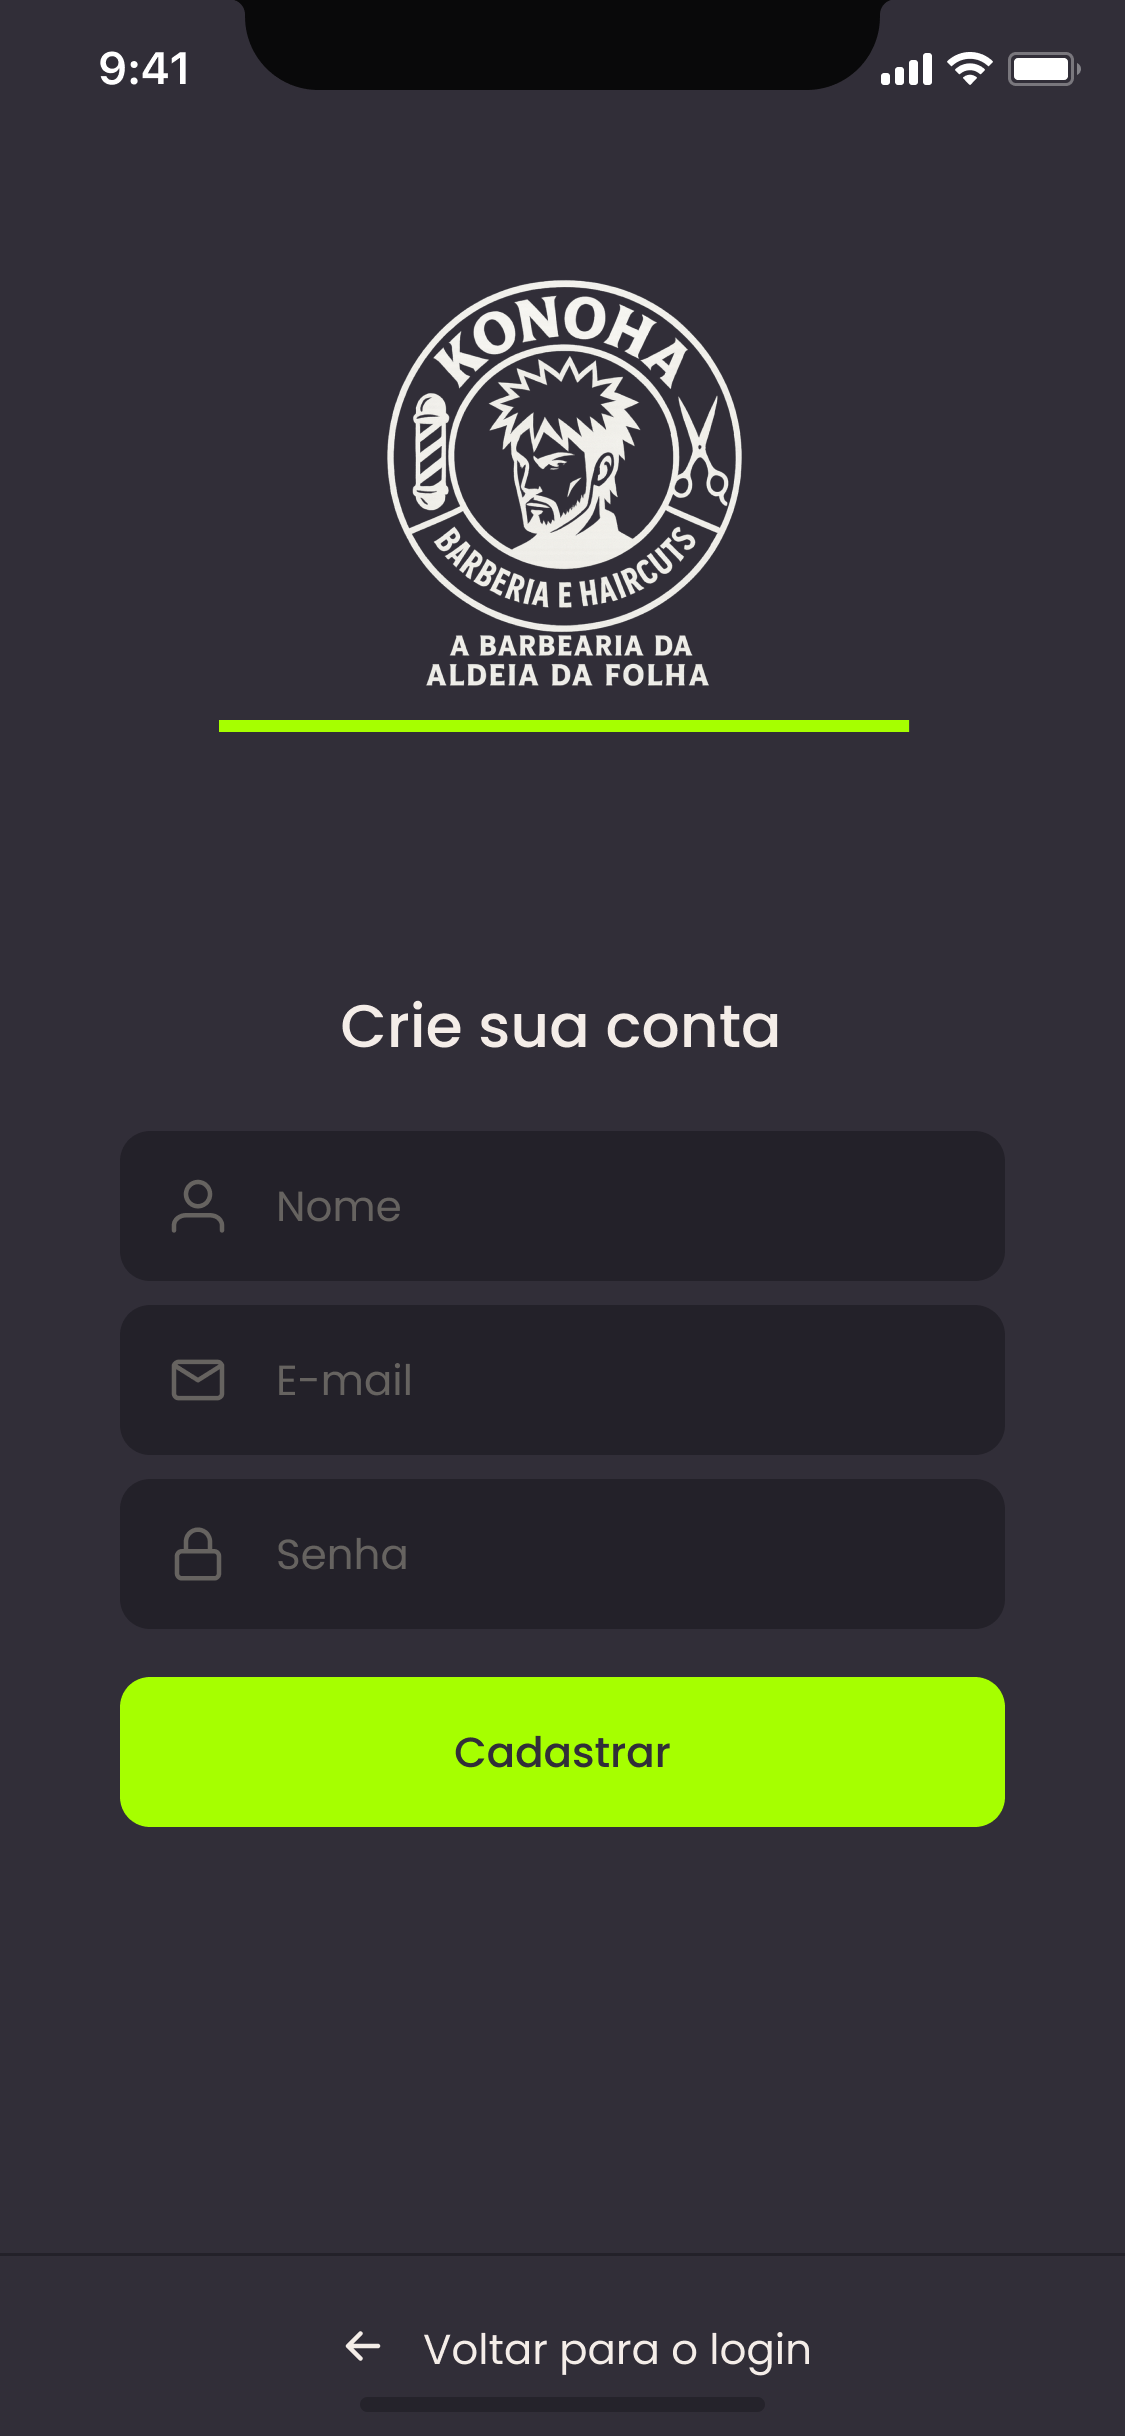 9:41
KONOHA
BARBERIA E HAIRCUTS
A BARBEARIA DA
ALDEIA DA FOLHA
Crie sua conta
Nome
E-mail
Senha
Cadastrar
Voltar para o login